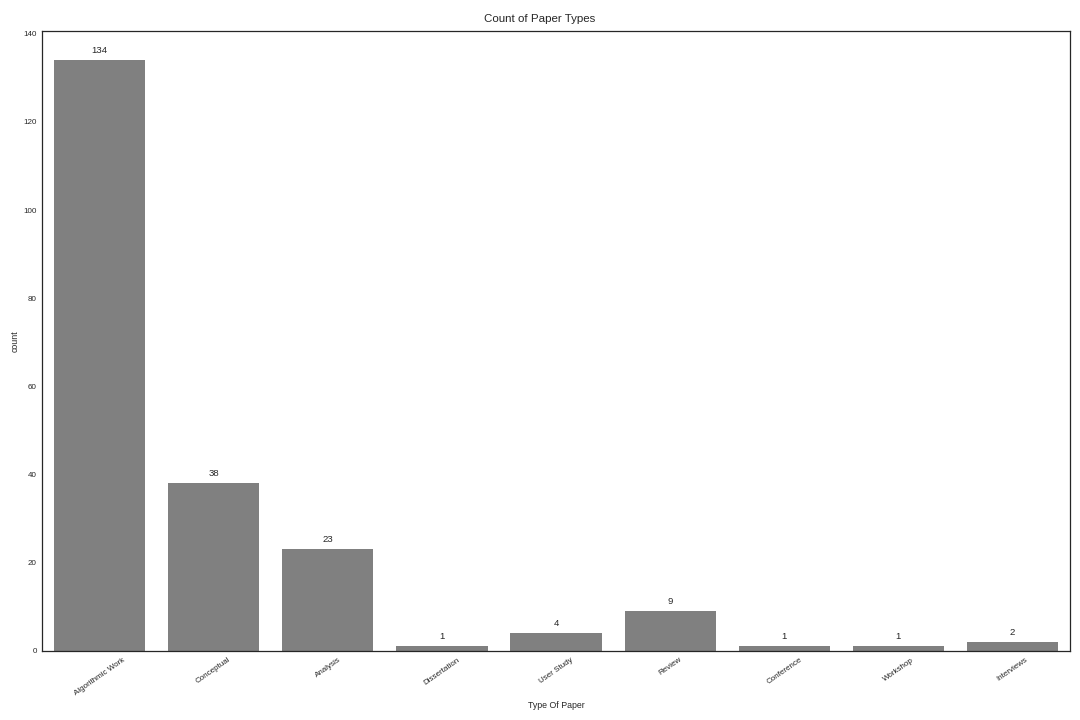 Count of Paper Types
140
120
100
80
60
40
20
0
count
134
38
23
1
4
9
1
1
2
Algorithmic Work
Conceptual
Analysis
Dissertation
User Study
Review
Conference
Workshop
Interviews
Type Of Paper